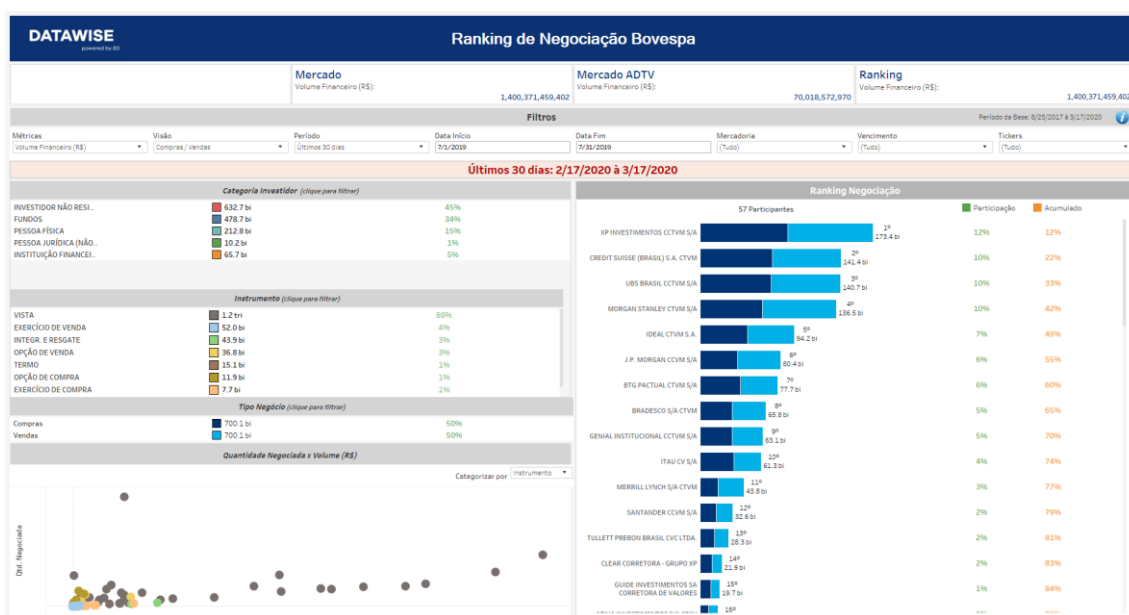 DATAWISE
powered by B3
Ranking de Negociação Bovespa
Mercado
Volume Financeiro (R$):
1,400,371,459,402
Mercado ADTV
Volume Financeiro (R$):
70,018,572,970
Ranking
Volume Financeiro (R$):
1,400,371,459,402
Filtros
Período da Base: 8/25/2017 à 3/17/2020
Métricas
Volume Financeiro (R$)
Visão
Compras / Vendas
Período
Últimos 30 dias
Data Início
7/1/2019
Data Fim
7/31/2019
Mercadoria
(Tudo)
Vencimento
(Tudo)
Tickers
(Tudo)
Últimos 30 dias: 2/17/2020 à 3/17/2020
Categoria Investidor (clique para filtrar)
INVESTIDOR NÃO RESI.. 632.7 bi 45%
FUNDOS 478.7 bi 34%
PESSOA FÍSICA 212.8 bi 15%
PESSOA JURÍDICA (NÃO.. 10.2 bi 1%
INSTITUIÇÃO FINANCEI.. 65.7 bi 5%
Instrumento (clique para filtrar)
VISTA 1.2 tri 88%
EXERCÍCIO DE VENDA 52.0 bi 4%
INTEGR. E RESGATE 43.9 bi 3%
OPÇÃO DE VENDA 36.8 bi 3%
TERMO 15.1 bi 1%
OPÇÃO DE COMPRA 11.9 bi 1%
EXERCÍCIO DE COMPRA 7.7 bi 1%
Tipo Negócio (clique para filtrar)
Compras 700.1 bi 50%
Vendas 700.1 bi 50%
Quantidade Negociada x Volume (R$)
Categorizar por Instrumento
Qtd. Negociada
Ranking Negociação
57 Participantes Participação Acumulado
XP INVESTIMENTOS CCTVM S/A 1º 173.4 bi 12% 12%
CREDIT SUISSE (BRASIL) S.A. CTVM 2º 141.4 bi 10% 22%
UBS BRASIL CCTVM S/A 3º 140.7 bi 10% 33%
MORGAN STANLEY CTVM S/A 4º 136.5 bi 10% 42%
IDEAL CTVM S.A. 5º 94.2 bi 7% 49%
J.P. MORGAN CCVM S/A 6º 80.4 bi 6% 55%
BTG PACTUAL CTVM S/A 7º 77.7 bi 6% 60%
BRADESCO S/A CTVM 8º 65.8 bi 5% 65%
GENIAL INSTITUCIONAL CCTVM S/A 9º 63.1 bi 5% 70%
ITAU CV S/A 10º 61.3 bi 4% 74%
MERRILL LYNCH S/A CTVM 11º 43.8 bi 3% 77%
SANTANDER CCVM S/A 12º 32.6 bi 2% 79%
TULLETT PREBON BRASIL CVC LTDA. 13º 28.3 bi 2% 81%
CLEAR CORRETORA - GRUPO XP 14º 21.9 bi 2% 83%
GUIDE INVESTIMENTOS SA
CORRETORA DE VALORES 15º 19.7 bi 1% 84%
16º